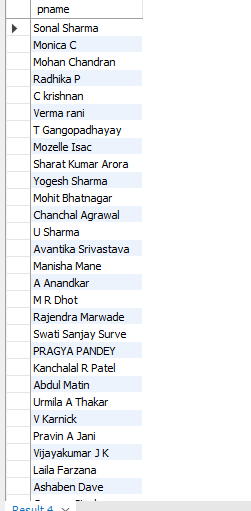 pname
Sonal Sharma
Monica C
Mohan Chandran
Radhika P
C krishnan
Verma rani
T Gangopadhayay
Mozelle Isac
Sharat Kumar Arora
Yogesh Sharma
Mohit Bhatnagar
Chanchal Agrawal
U Sharma
Avantika Srivastava
Manisha Mane
A Anandkar
M R Dhot
Rajendra Marwade
Swati Sanjay Surve
PRAGYA PANDEY
Kanchalal R Patel
Abdul Matin
Urmila A Thakar
V Karnick
Pravin A Jani
Vijayakumar J K
Laila Farzana
Ashaben Dave
Result 4